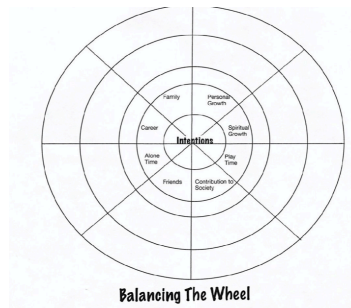 Family
Personal
Growth
Career
Spiritual
Growth
Intentions
Alone
Time
Play
Time
Friends
Contribution to
Society
Balancing The Wheel